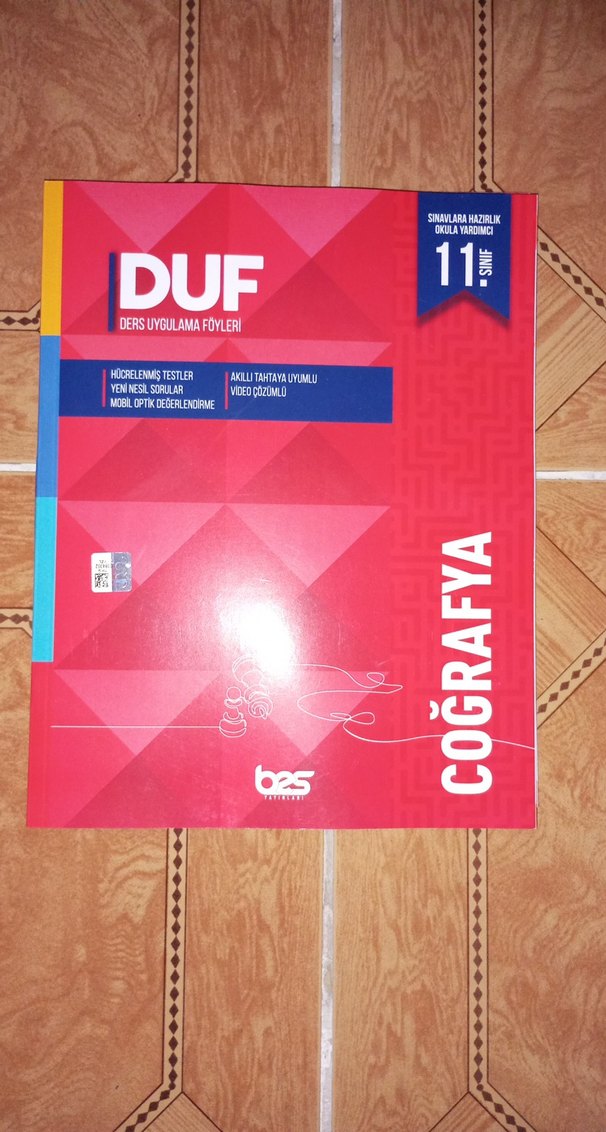 SINAVLARA HAZIRLIK
OKULA YARDIMCI
11. SINIF
DUF
DERS UYGULAMA FÖYLERİ
HÜCRELENMİŞ TESTLER
YENİ NESİL SORULAR
MOBİL OPTİK DEĞERLENDİRME
AKILLI TAHTAYA UYUMLU
VİDEO ÇÖZÜMLÜ
COĞRAFYA
bes
YAYINLARI